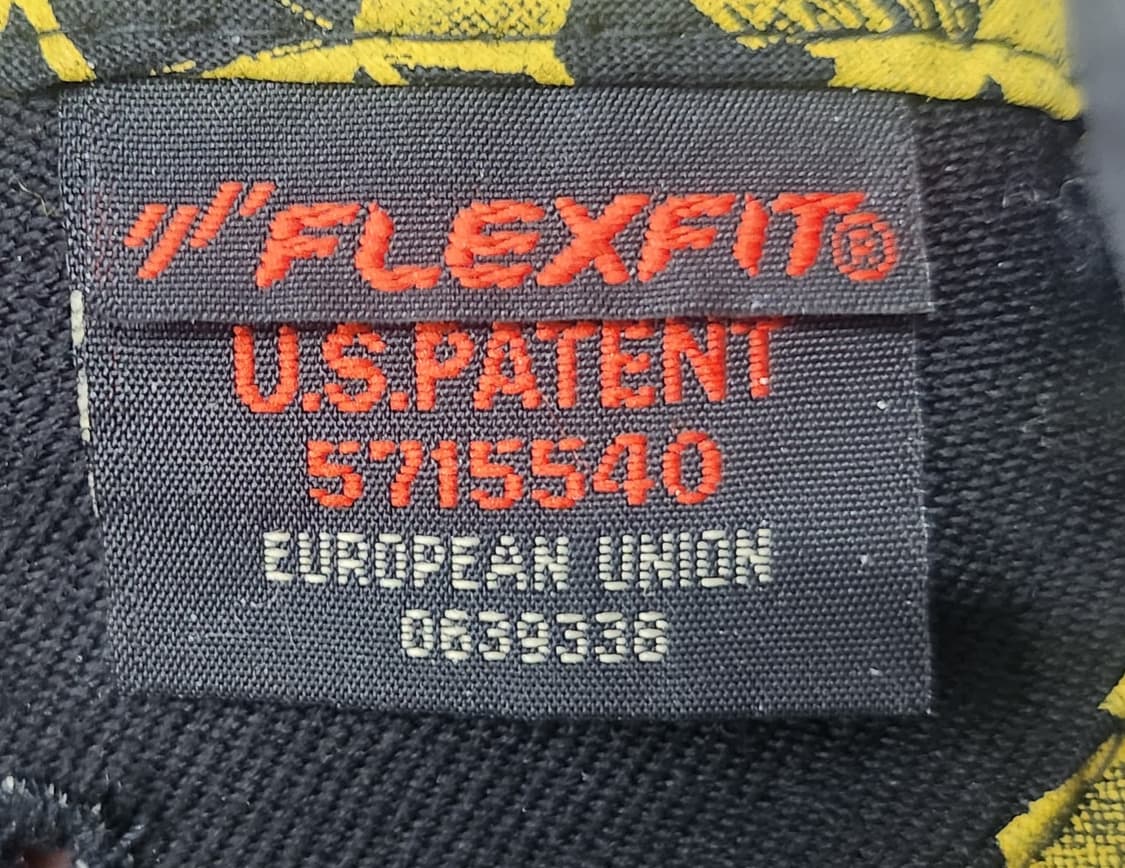 FLEXFIT®
U.S.PATENT
5715540
EUROPEAN UNION
0639338